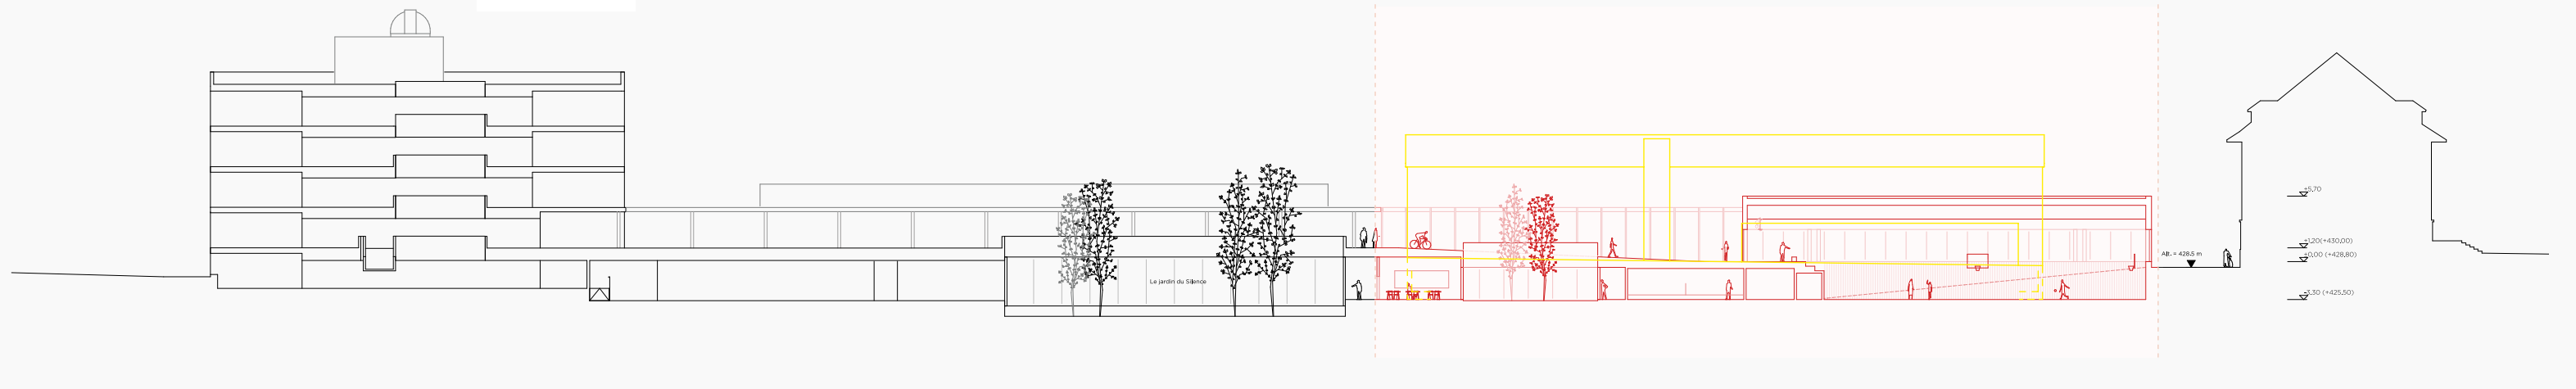 +5,70
+1,20(+430,00)
Alt. = 428.5 m
+0,00 (+428,80)
Le jardin du Silence
-3,30 (+425,50)